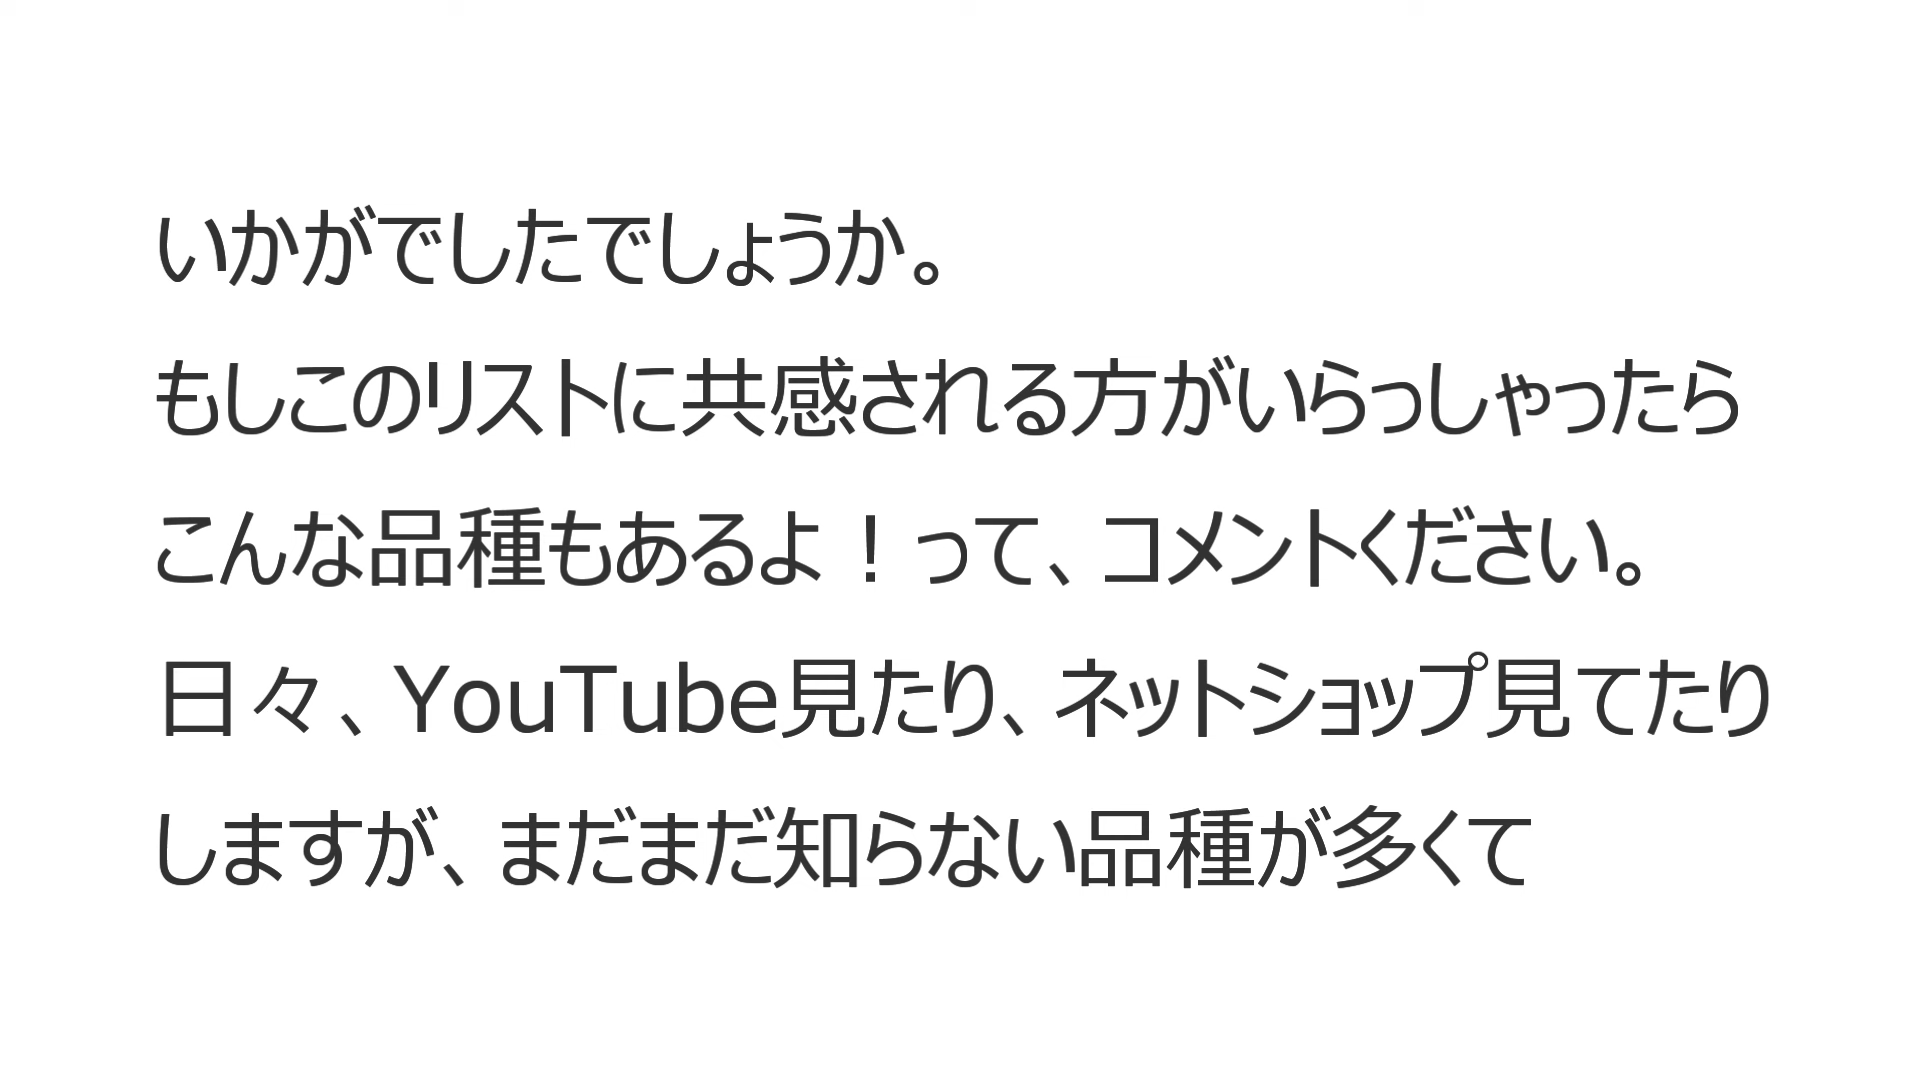 いかがでしたでしょうか。
もしこのリストに共感される方がいらっしゃったら
こんな品種もあるよ！って、コメントください。
日々、YouTube見たり、ネットショップ見てたり
しますが、まだまだ知らない品種が多くて